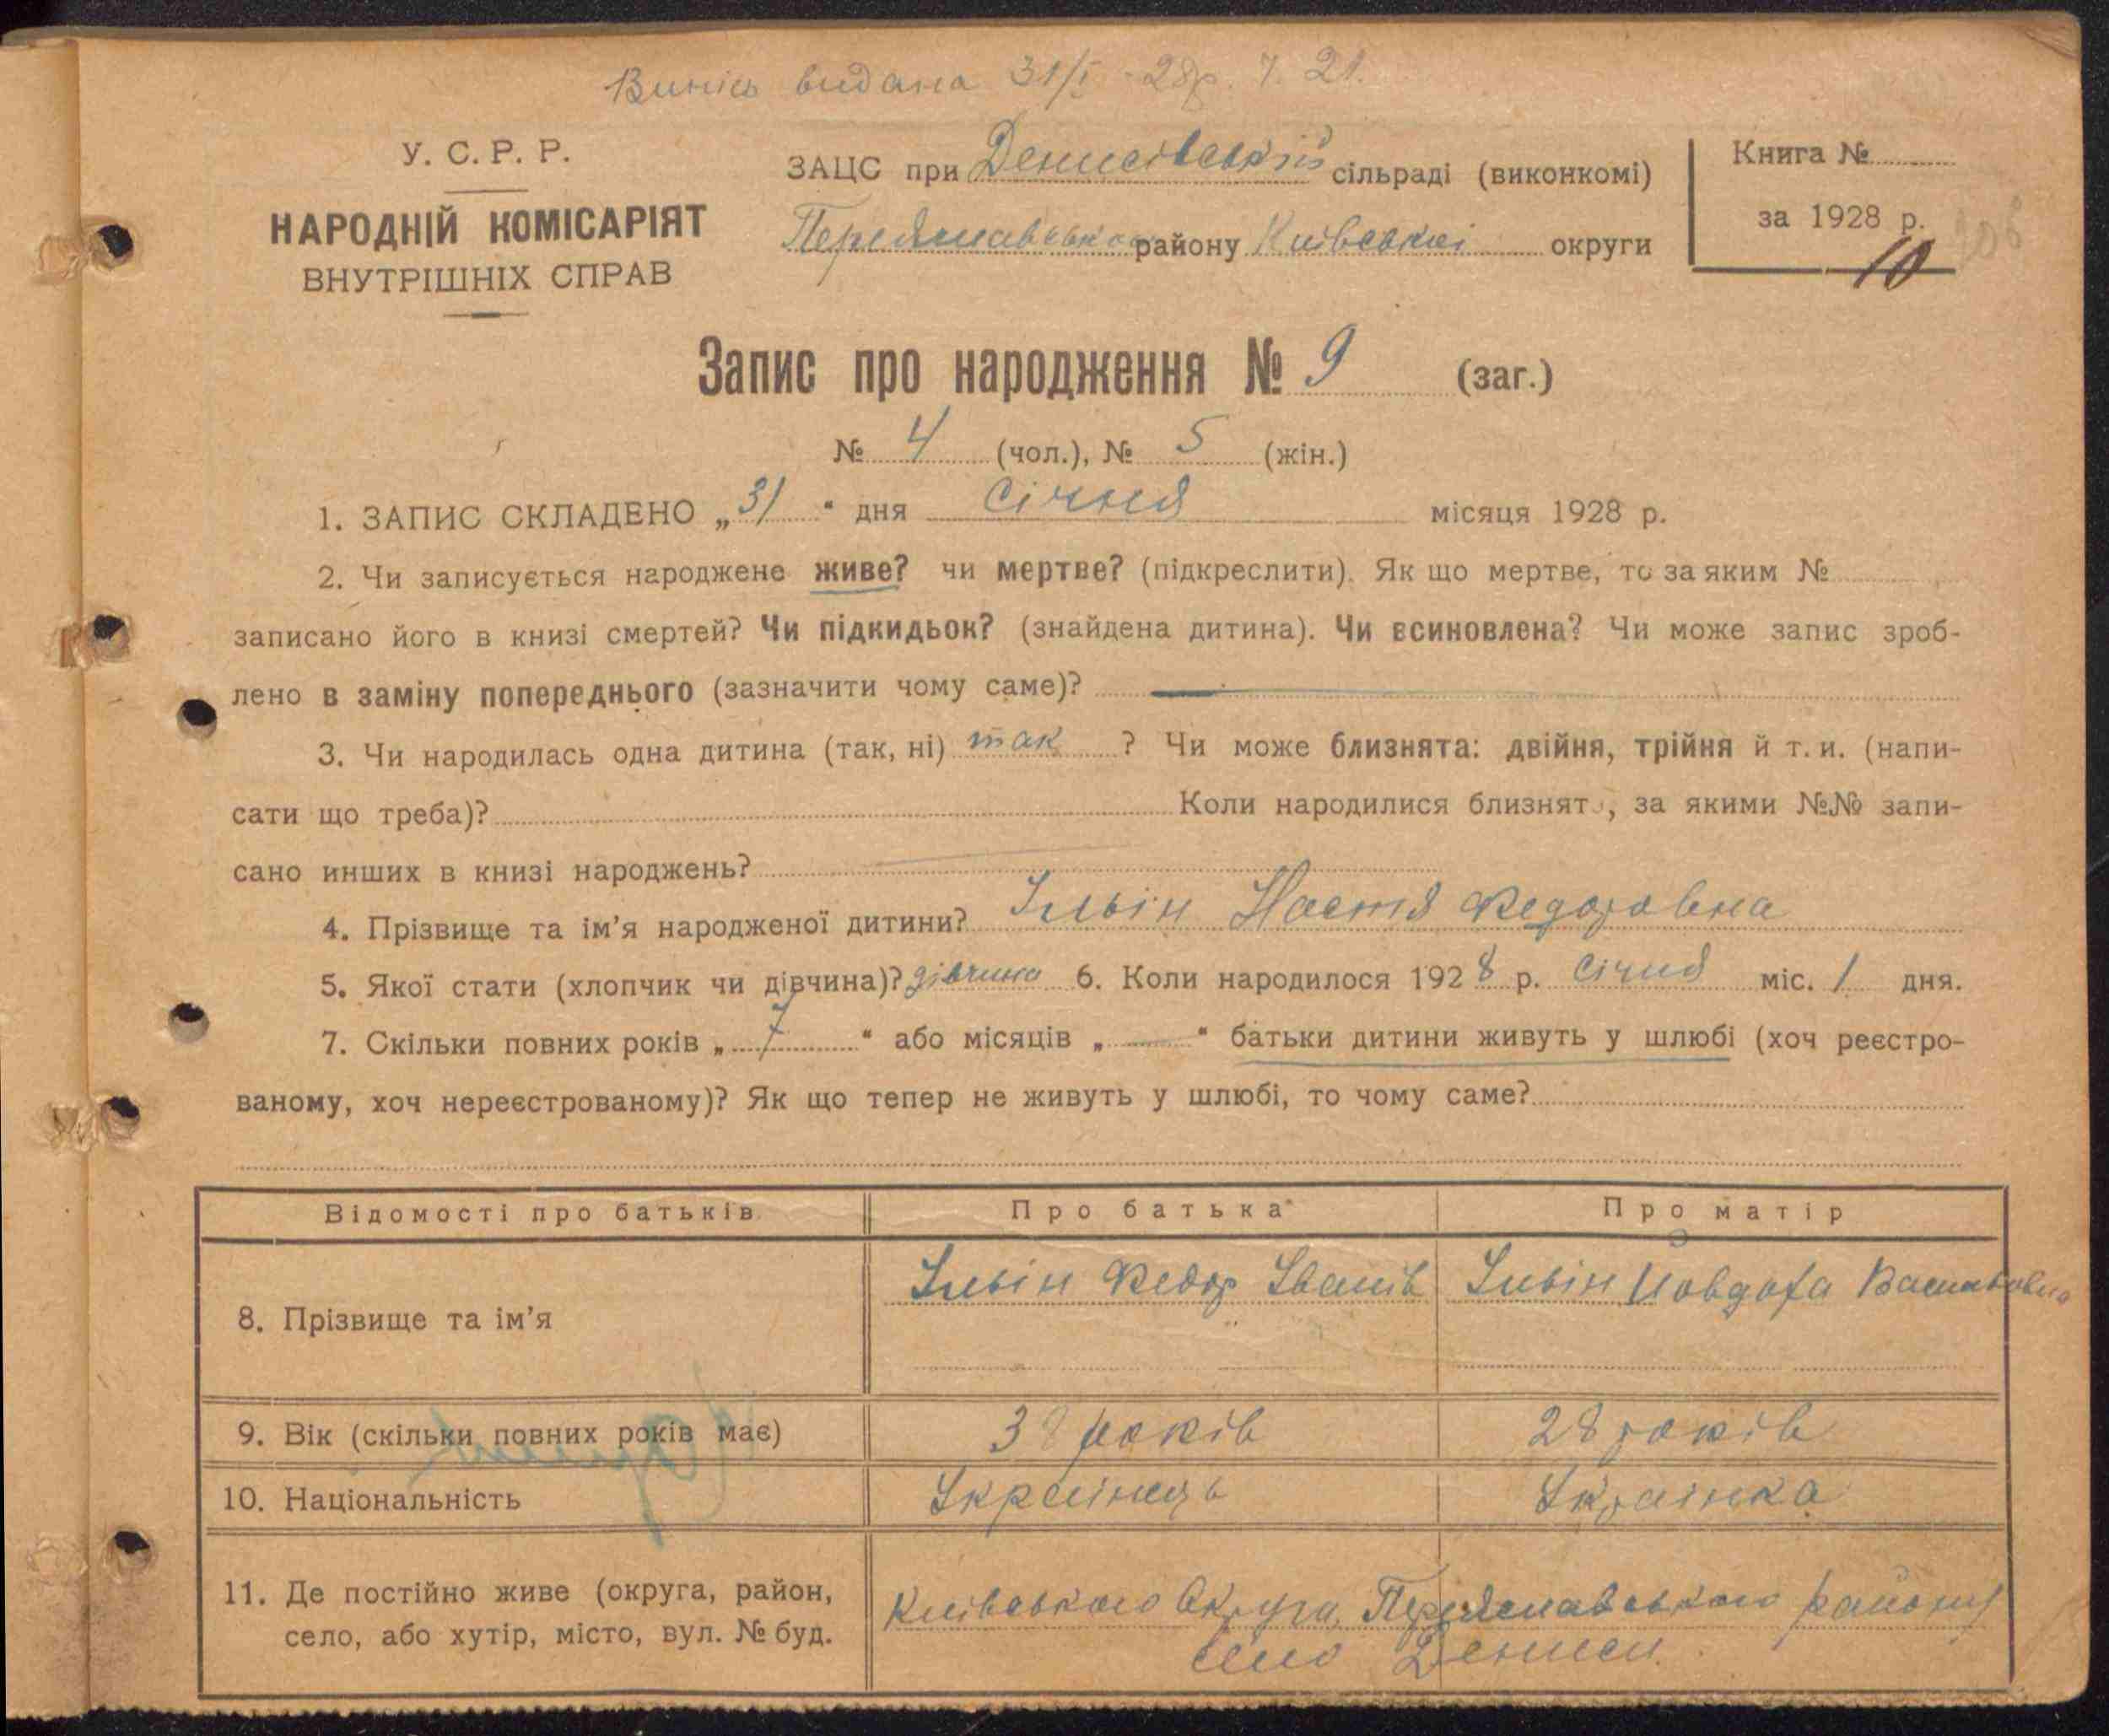 Випісь видана 31/I - 28р. ч. 21.
У. С. Р. Р.
НАРОДНІЙ КОМІСАРІЯТ
ВНУТРІШНІХ СПРАВ
ЗАЦС при Денисівській сільраді (виконкомі)
Переяславського району Київської округи
Книга №
за 1928 р.
10
Запис про народження № 9 (заг.)
№ 4 (чол.), № 5 (жін.)
1. ЗАПИС СКЛАДЕНО „31“ дня Січня місяця 1928 р.
2. Чи записується народжене живе? чи мертве? (підкреслити). Як що мертве, то за яким №
записано його в книзі смертей? Чи підкидьок? (знайдена дитина). Чи всиновлена? Чи може запис зроб-
лено в заміну попереднього (зазначити чому саме)?
3. Чи народилась одна дитина (так, ні) так ? Чи може близнята: двійня, трійня й т. и. (напи-
сати що треба)? Коли народилися близнят, за якими №№ запи-
сано инших в книзі народжень?
4. Прізвище та ім’я народженої дитини? Ільін Настя Федоровна
5. Якої стати (хлопчик чи дівчина)? дівчина 6. Коли народилося 1928 р. Січня міс. 1 дня.
7. Скільки повних років „ 7 “ або місяців „ — “ батьки дитини живуть у шлюбі (хоч реєстро-
ваному, хоч нереєстрованому)? Як що тепер не живуть у шлюбі, то чому саме?
Відомості про батьків Про батька Про матір
8. Прізвище та ім’я Ільін Федор Іванів Ільін Йовдоха
9. Вік (скільки повних років має) 38 років 28 років
10. Національність Українець Українка
11. Де постійно живе (округа, район, Київського Округа, Переяславського району
село, або хутір, місто, вул. № буд. село Дениси.